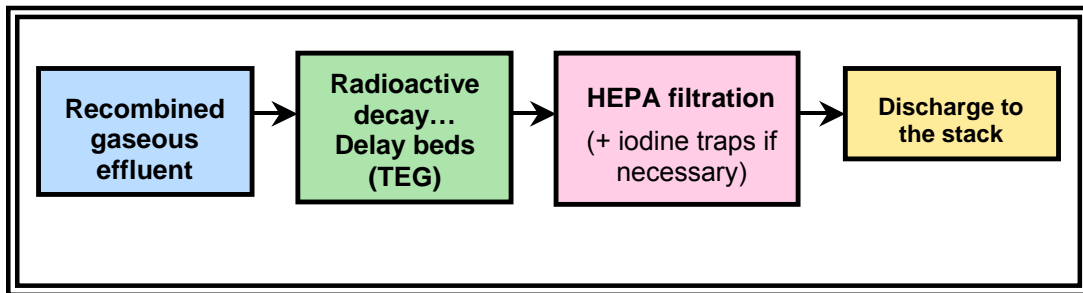 Recombined
gaseous
effluent
Radioactive
decay…
Delay beds
(TEG)
HEPA filtration
(+ iodine traps if
necessary)
Discharge to
the stack